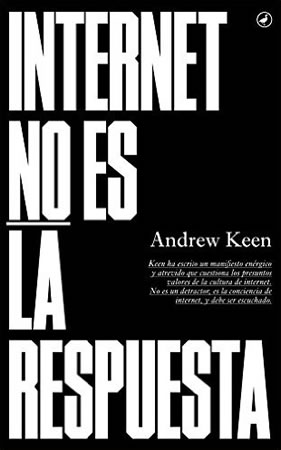 INTERNET
NO ES
LA
RESPUESTA
Andrew Keen
Keen ha escrito un manifiesto enérgico
y atrevido que cuestiona los presuntos
valores de la cultura de internet.
No es un detractor, es la conciencia de
internet, y debe ser escuchado.